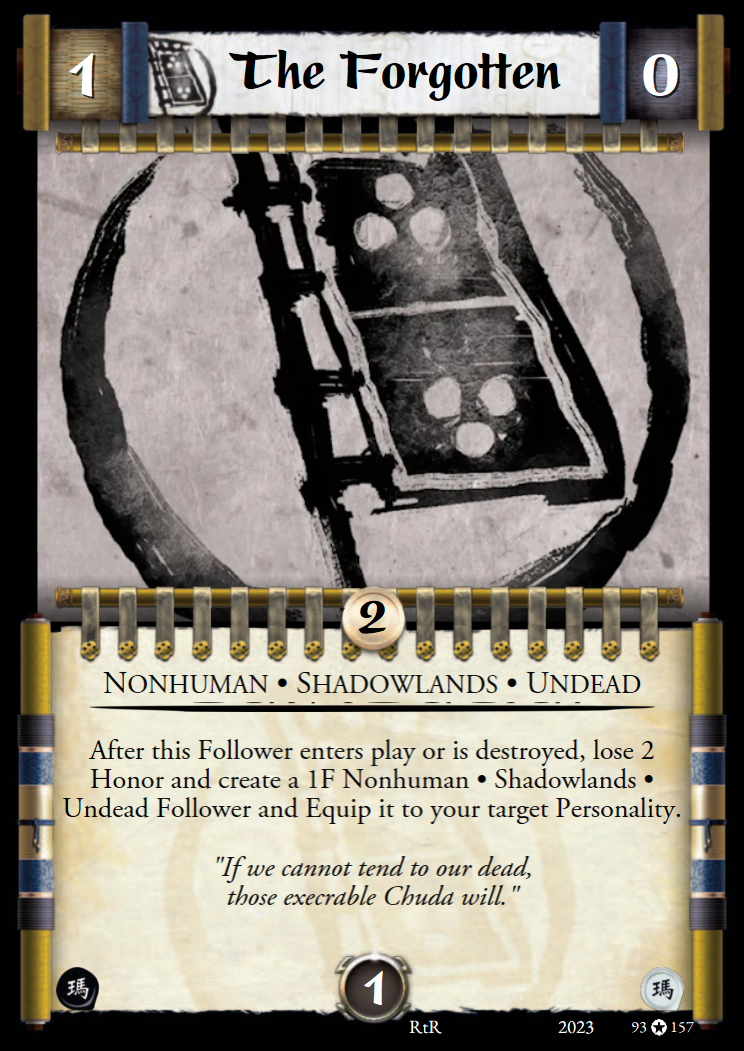 1
The Forgotten
0
2
NONHUMAN • SHADOWLANDS • UNDEAD
After this Follower enters play or is destroyed, lose 2
Honor and create a 1F Nonhuman • Shadowlands •
Undead Follower and Equip it to your target Personality.
"If we cannot tend to our dead,
those execrable Chuda will."
瑪
1
瑪
RtR
2023
93 ✪ 157